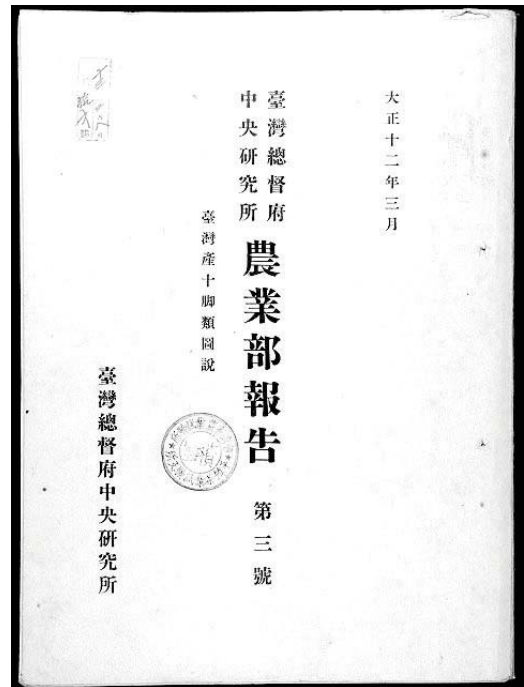 大正十二年三月
臺灣總督府
中央研究所
農業部報告 第三號
臺灣產十脚類圖說
臺灣總督府中央研究所